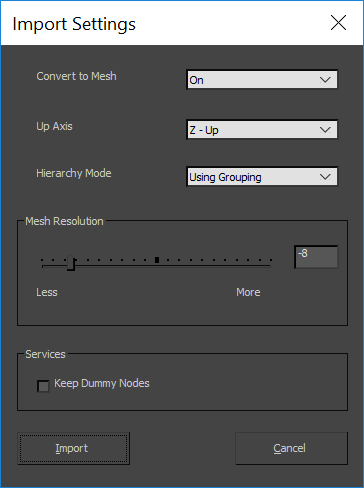 Import Settings
Convert to Mesh On
Up Axis Z - Up
Hierarchy Mode Using Grouping
Mesh Resolution
-8
Less More
Services
Keep Dummy Nodes
Import Cancel